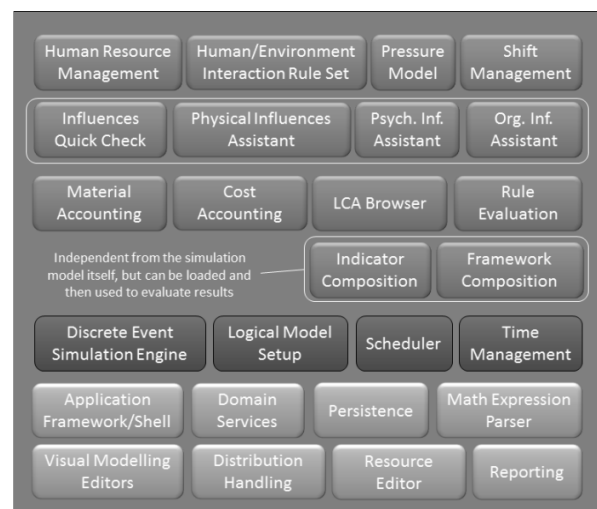 Human Resource
Management
Human/Environment
Interaction Rule Set
Pressure
Model
Shift
Management
Influences
Quick Check
Physical Influences
Assistant
Psych. Inf.
Assistant
Org. Inf.
Assistant
Material
Accounting
Cost
Accounting
LCA Browser
Rule
Evaluation
Independent from the simulation
model itself, but can be loaded and
then used to evaluate results
Indicator
Composition
Framework
Composition
Discrete Event
Simulation Engine
Logical Model
Setup
Scheduler
Time
Management
Application
Framework/Shell
Domain
Services
Persistence
Math Expression
Parser
Visual Modelling
Editors
Distribution
Handling
Resource
Editor
Reporting